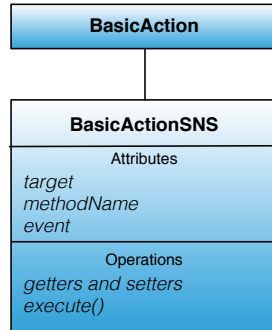 BasicAction
BasicActionSNS
Attributes
target
methodName
event
Operations
getters and setters
execute()